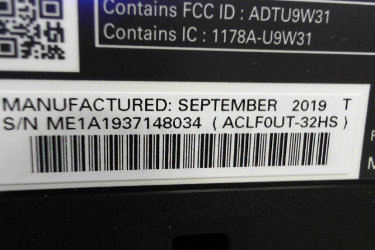 Contains FCC ID : ADTU9W31
Contains IC : 1178A-U9W31
MANUFACTURED: SEPTEMBER 2019 T
S/N ME1A1937148034 ( ACLF0UT-32HS )